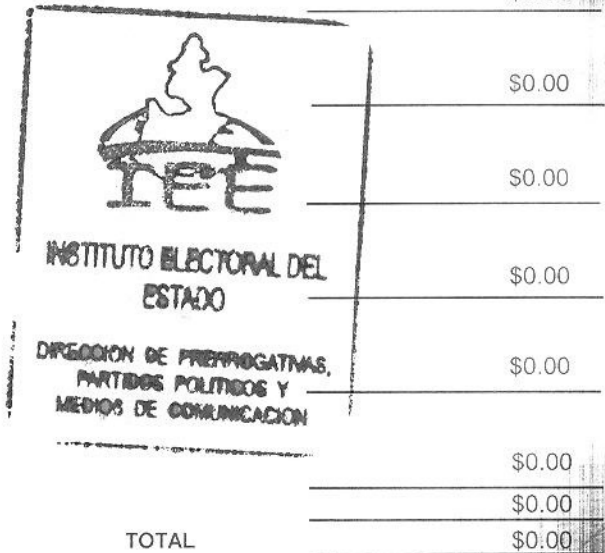 $0.00
$0.00
IEE
INSTITUTO ELECTORAL DEL
ESTADO
$0.00
DIRECCION DE PRERROGATIVAS,
PARTIDOS POLITICOS Y
MEDIOS DE COMUNICACION
$0.00
$0.00
$0.00
TOTAL $0.00